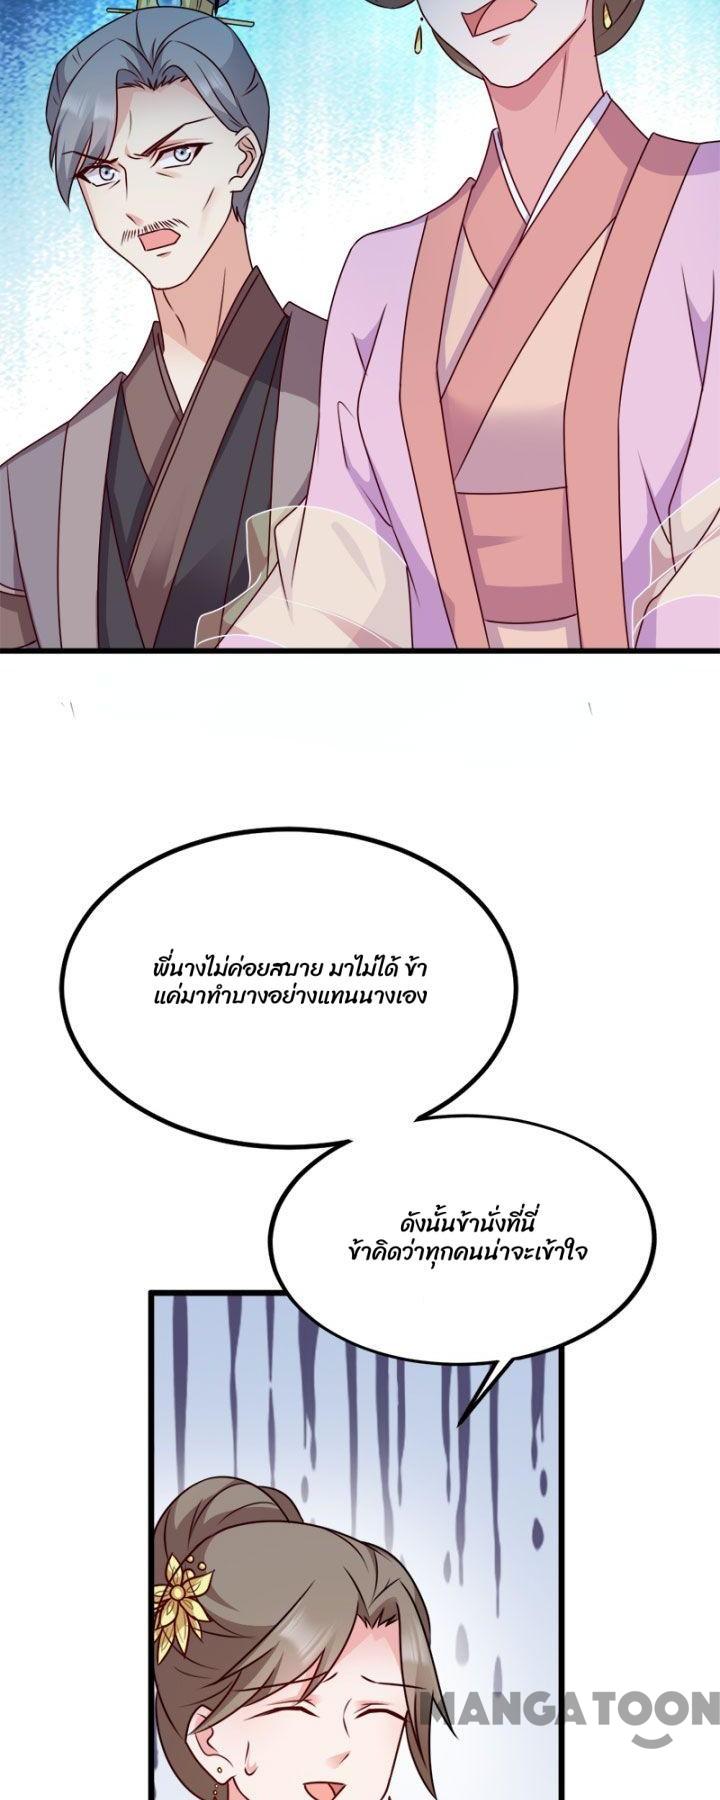 พี่นางไม่ค่อยสบาย มาไม่ได้ ข้า
แค่มาทำบางอย่างแทนนางเอง
ดังนั้นข้านั่งที่นี่
ข้าคิดว่าทุกคนน่าจะเข้าใจ
MANGATOON